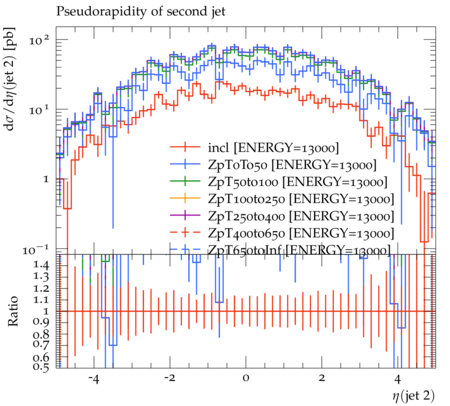 Pseudorapidity of second jet
dσ/dη(jet 2) [pb]
10²
10¹
1
10⁻¹
incl [ENERGY=13000]
ZpT0To50 [ENERGY=13000]
ZpT50to100 [ENERGY=13000]
ZpT100to250 [ENERGY=13000]
ZpT250to400 [ENERGY=13000]
ZpT400to650 [ENERGY=13000]
ZpT650toInf [ENERGY=13000]
Ratio
1.4
1.3
1.2
1.1
1
0.9
0.8
0.7
0.6
0.5
-4 -2 0 2 4
η(jet 2)